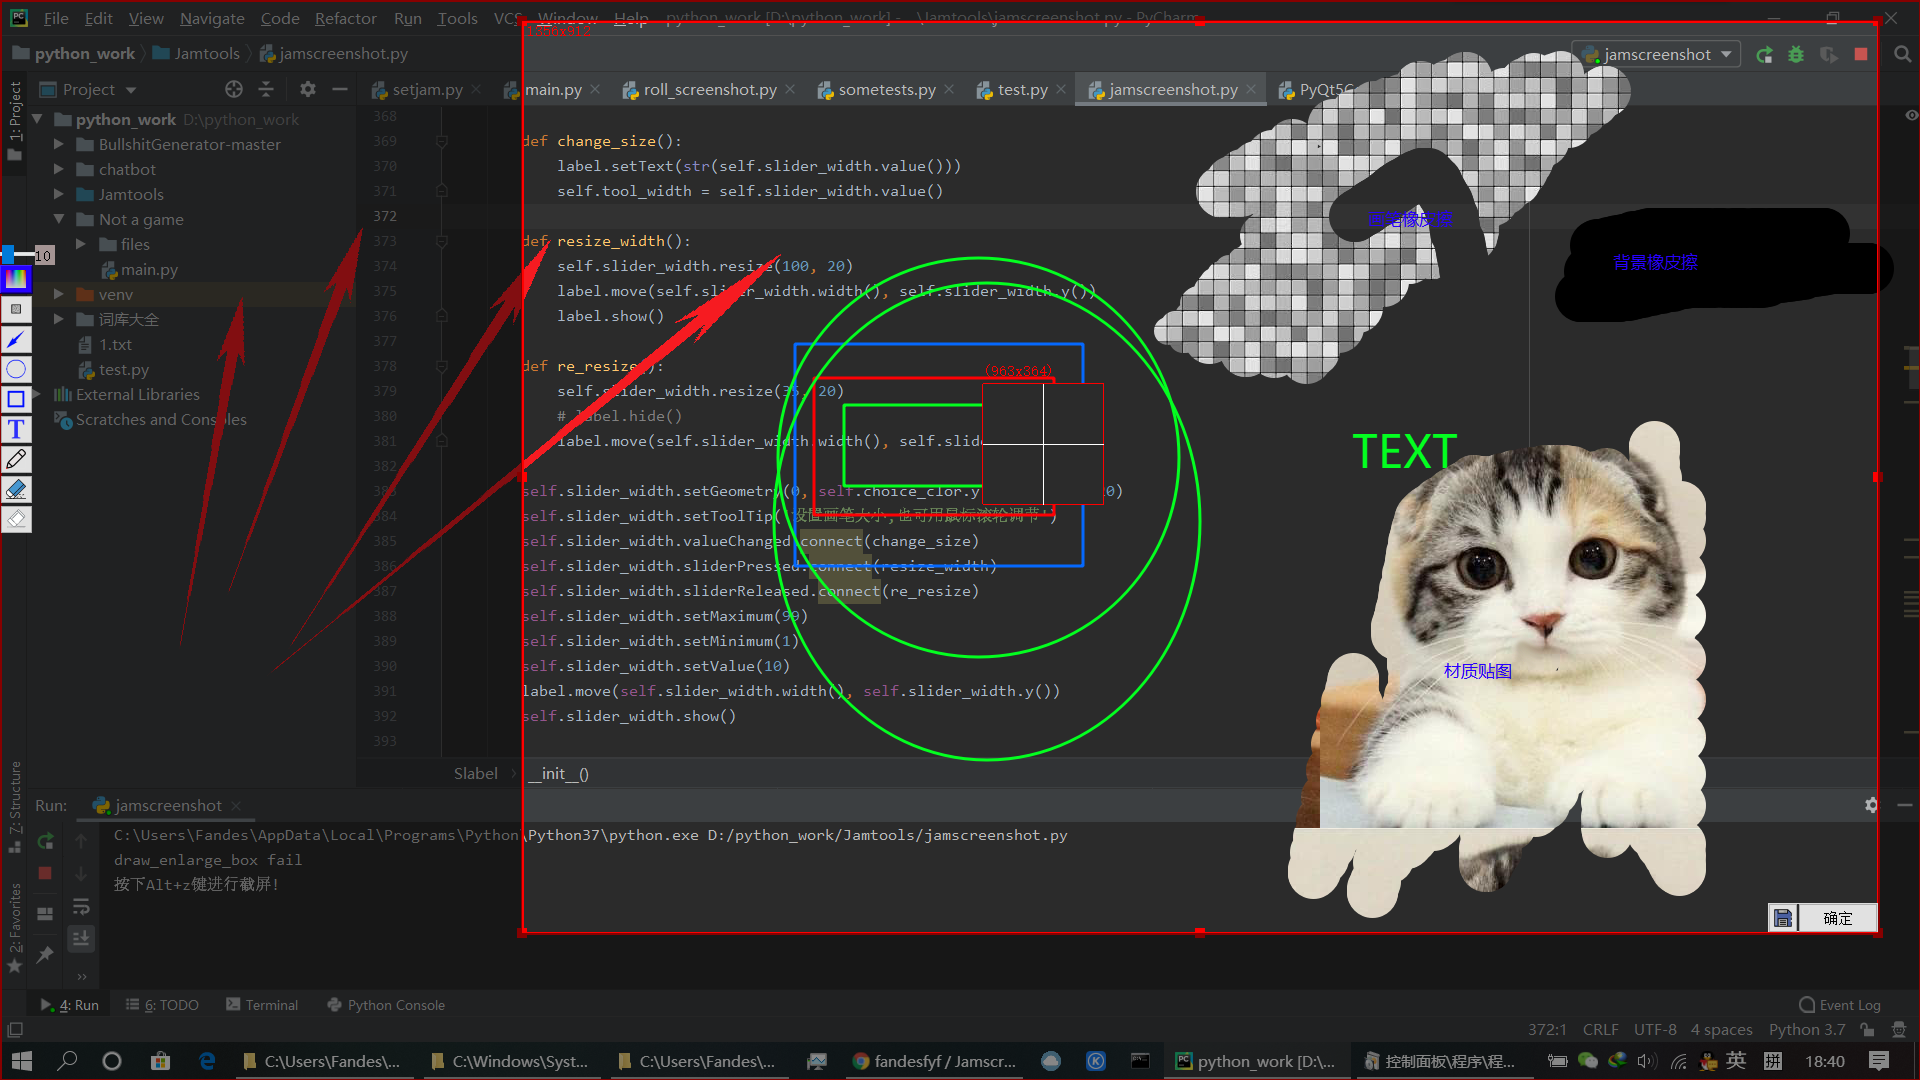 File Edit View Navigate Code Refactor Run Tools VCS Window Help python_work [D:\python_work] - ...\Jamtools\jamscreenshot.py - PyCharm
python_work Jamtools jamscreenshot.py
jamscreenshot
Project
setjam.py main.py roll_screenshot.py sometests.py test.py jamscreenshot.py
1: Project
python_work D:\python_work
BullshitGenerator-master
chatbot
Jamtools
Not a game
files
main.py
venv
词库大全
1.txt
test.py
External Libraries
Scratches and Consoles
10
368
369 def change_size():
370 label.setText(str(self.slider_width.value()))
371 self.tool_width = self.slider_width.value()
372
373 def resize_width():
374 self.slider_width.resize(100, 20)
375 label.move(self.slider_width.width(), self.slider_width.y())
376 label.show()
377
378 def re_resize():
379 self.slider_width.resize(35, 20)
380 # label.hide()
381 label.move(self.slider_width.width(), self.slid
382
383 self.slider_width.setGeometry(0, self.choice_clor.y 20)
384 self.slider_width.setToolTip('设置画笔大小,也可用鼠标滚轮调节')
385 self.slider_width.valueChanged.connect(change_size)
386 self.slider_width.sliderPressed.connect(resize_width)
387 self.slider_width.sliderReleased.connect(re_resize)
388 self.slider_width.setMaximum(99)
389 self.slider_width.setMinimum(1)
390 self.slider_width.setValue(10)
391 label.move(self.slider_width.width(), self.slider_width.y())
392 self.slider_width.show()
393
(963x364)
画笔橡皮擦
背景橡皮擦
TEXT
材质贴图
T
Slabel __init__()
确定
7: Structure
2: Favorites
Run: jamscreenshot
C:\Users\Fandes\AppData\Local\Programs\Python\Python37\python.exe D:/python_work/Jamtools/jamscreenshot.py
draw_enlarge_box fail
按下Alt+z键进行截屏!
4: Run 6: TODO Terminal Python Console Event Log
372:1 CRLF UTF-8 4 spaces Python 3.7
C:\Users\Fandes\... C:\Windows\Syst... C:\Users\Fandes\... fandesfyf / Jamscr... python_work [D:\... 控制面板\程序\程... 英 拼 18:40